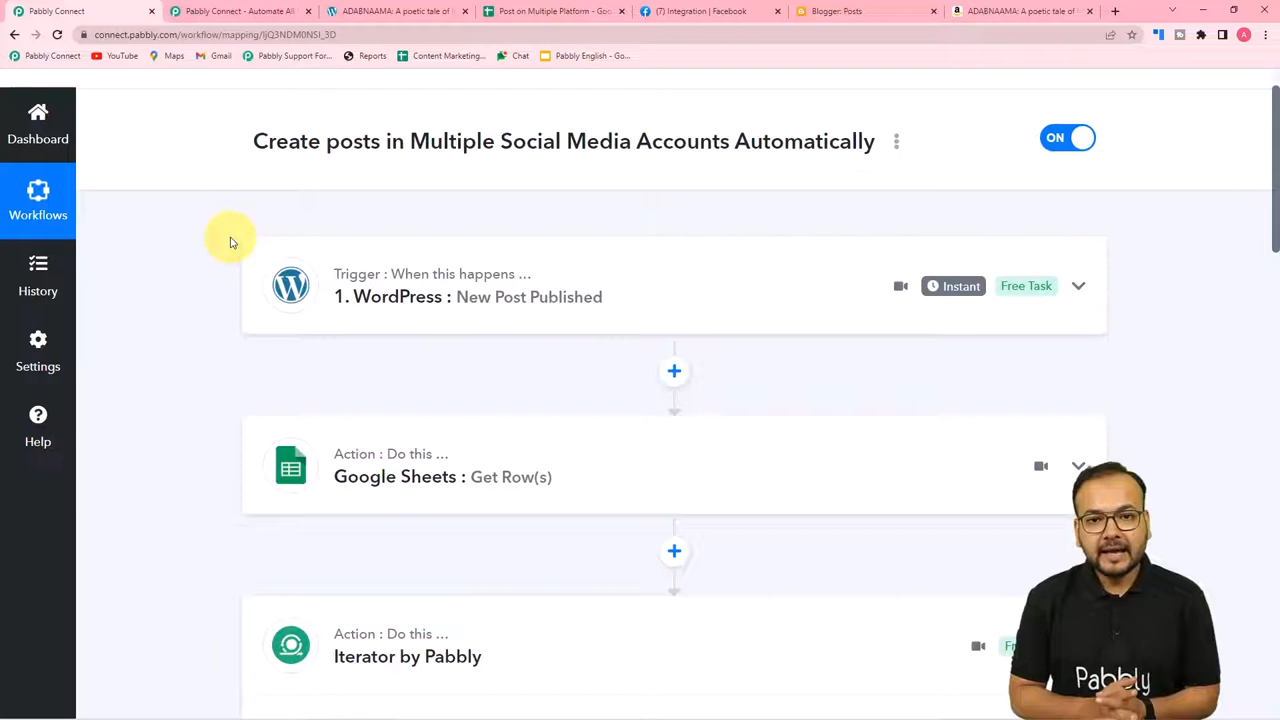 Pabbly Connect
Pabbly Connect - Automate All
ADABNAAMA: A poetic tale of l
Post on Multiple Platform - Goo
(7) Integration | Facebook
Blogger: Posts
ADABNAAMA: A poetic tale of
connect.pabbly.com/workflow/mapping/IjQ3NDM0NSI_3D
Pabbly Connect
YouTube
Maps
Gmail
Pabbly Support For...
Reports
Content Marketing...
Chat
Pabbly English - Go...
Dashboard
Workflows
History
Settings
Help
Create posts in Multiple Social Media Accounts Automatically
ON
Trigger : When this happens ...
1. WordPress : New Post Published
Instant
Free Task
Action : Do this ...
Google Sheets : Get Row(s)
Action : Do this ...
Iterator by Pabbly
Pabbly